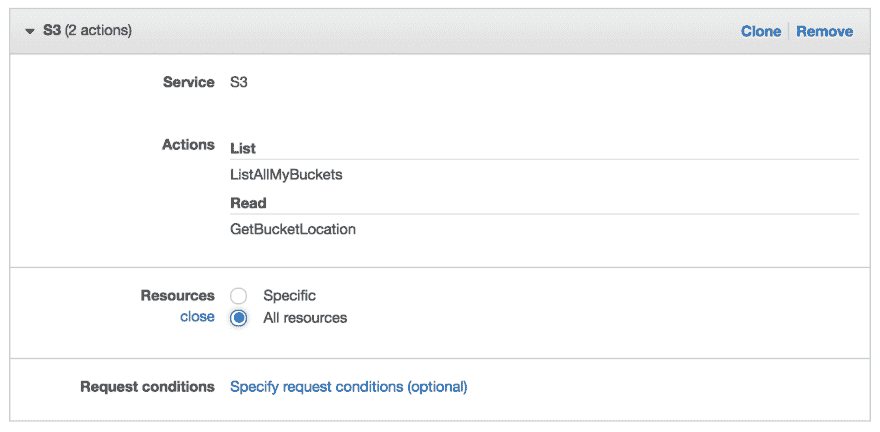 S3 (2 actions) Clone Remove
Service S3
Actions List
ListAllMyBuckets
Read
GetBucketLocation
Resources Specific
close All resources
Request conditions Specify request conditions (optional)